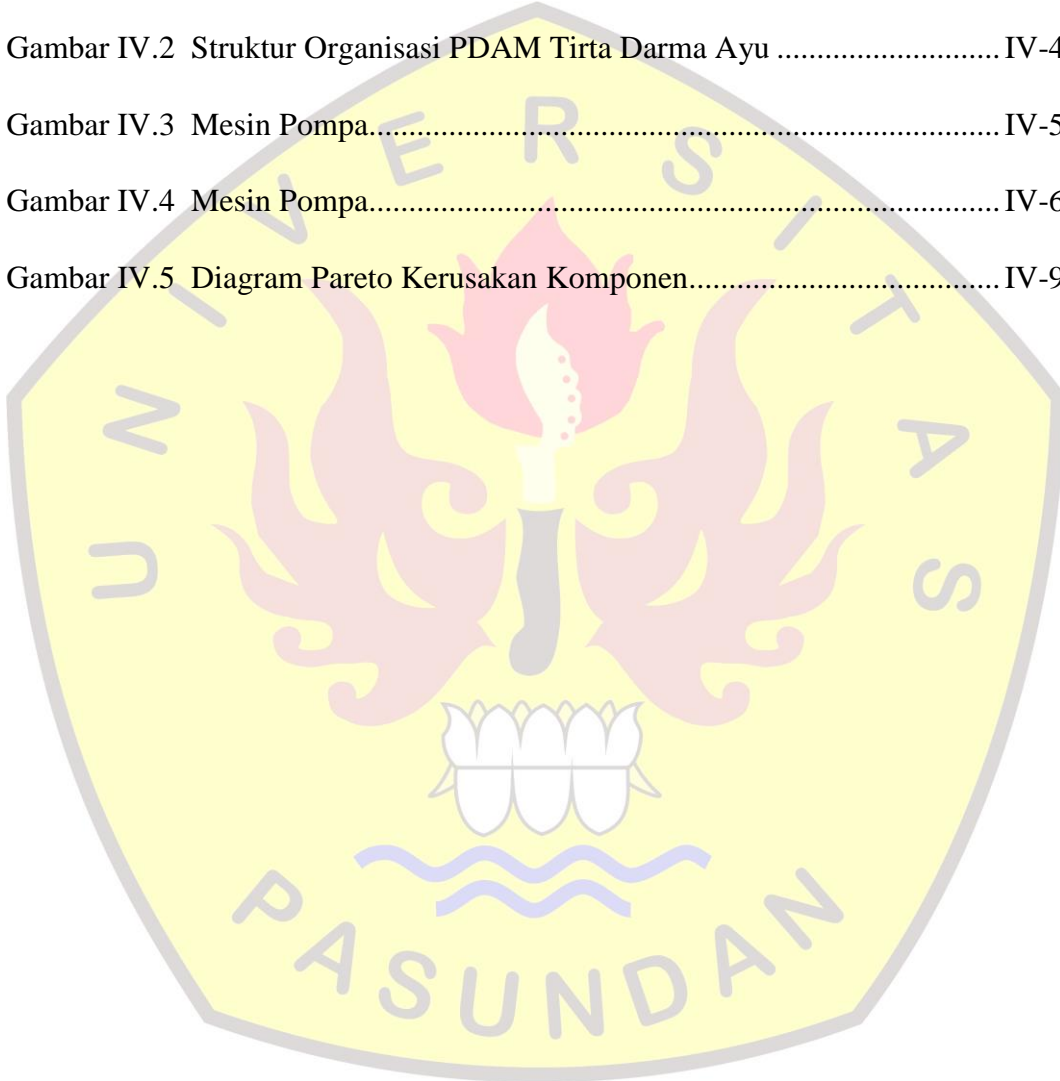 Gambar IV.2 Struktur Organisasi PDAM Tirta Darma Ayu ............................ IV-4
Gambar IV.3 Mesin Pompa............................................................................... IV-5
Gambar IV.4 Mesin Pompa............................................................................... IV-6
Gambar IV.5 Diagram Pareto Kerusakan Komponen....................................... IV-9
UNIVERSITAS
PASUNDAN